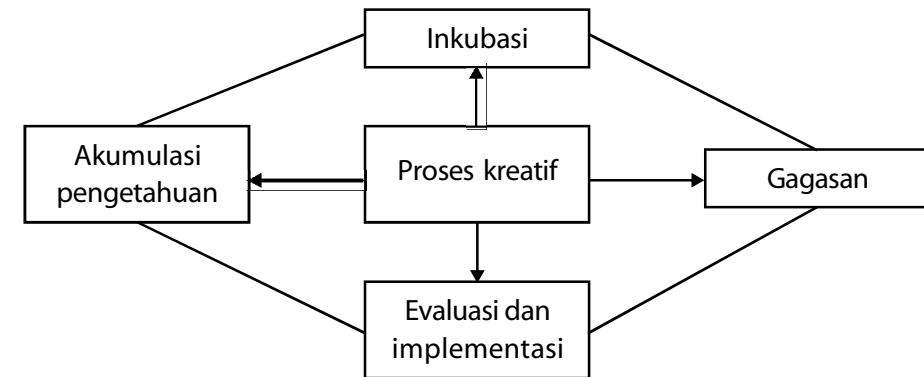 Inkubasi
Akumulasi
pengetahuan
Proses kreatif
Gagasan
Evaluasi dan
implementasi